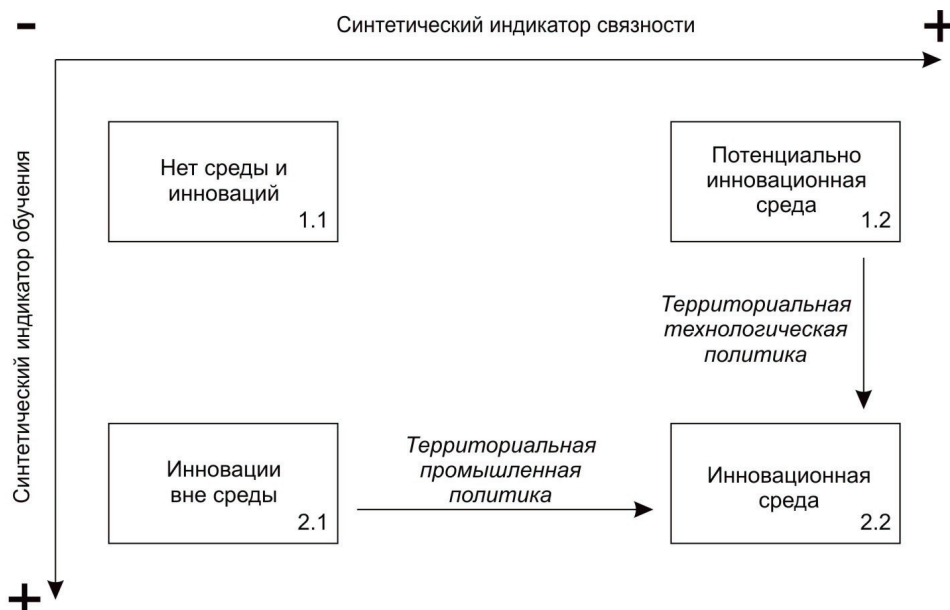 -
Синтетический индикатор связности
+
Синтетический индикатор обучения
Нет среды и
инноваций
1.1
Потенциально
инновационная
среда
1.2
Территориальная
технологическая
политика
Инновации
вне среды
2.1
Территориальная
промышленная
политика
Инновационная
среда
2.2
+